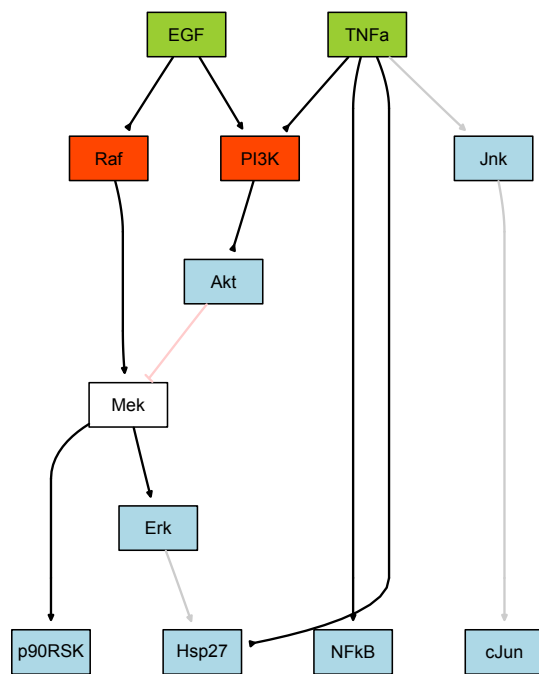 EGF
TNFa
Raf
PI3K
Jnk
Akt
Mek
Erk
p90RSK
Hsp27
NFkB
cJun